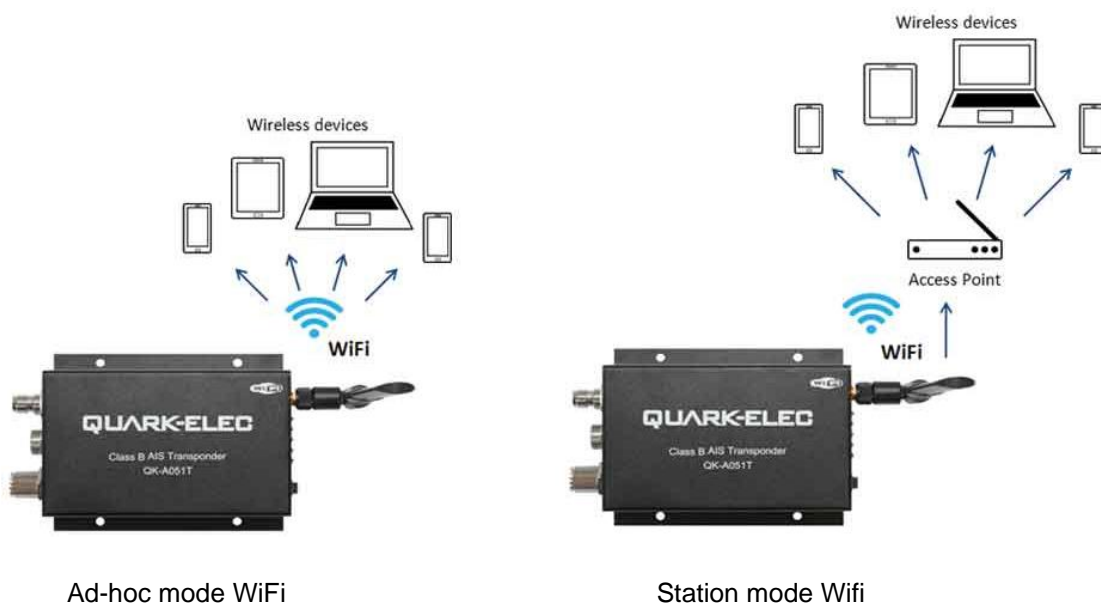 Wireless devices
WiFi
QUARK-ELEC
Class B AIS Transponder
QK-A051T
Ad-hoc mode WiFi
Wireless devices
Access Point
WiFi
QUARK-ELEC
Class B AIS Transponder
QK-A051T
Station mode Wifi